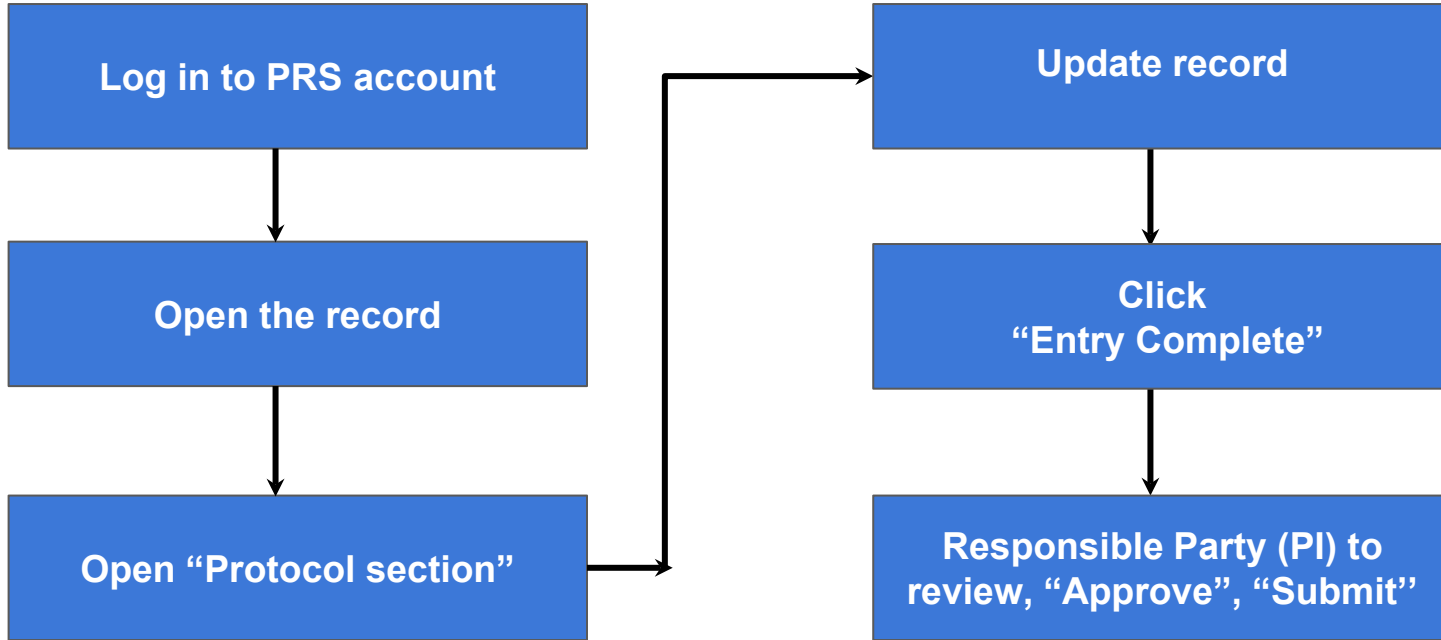 Log in to PRS account
Open the record
Open “Protocol section”
Update record
Click
“Entry Complete”
Responsible Party (PI) to
review, “Approve”, “Submit’’